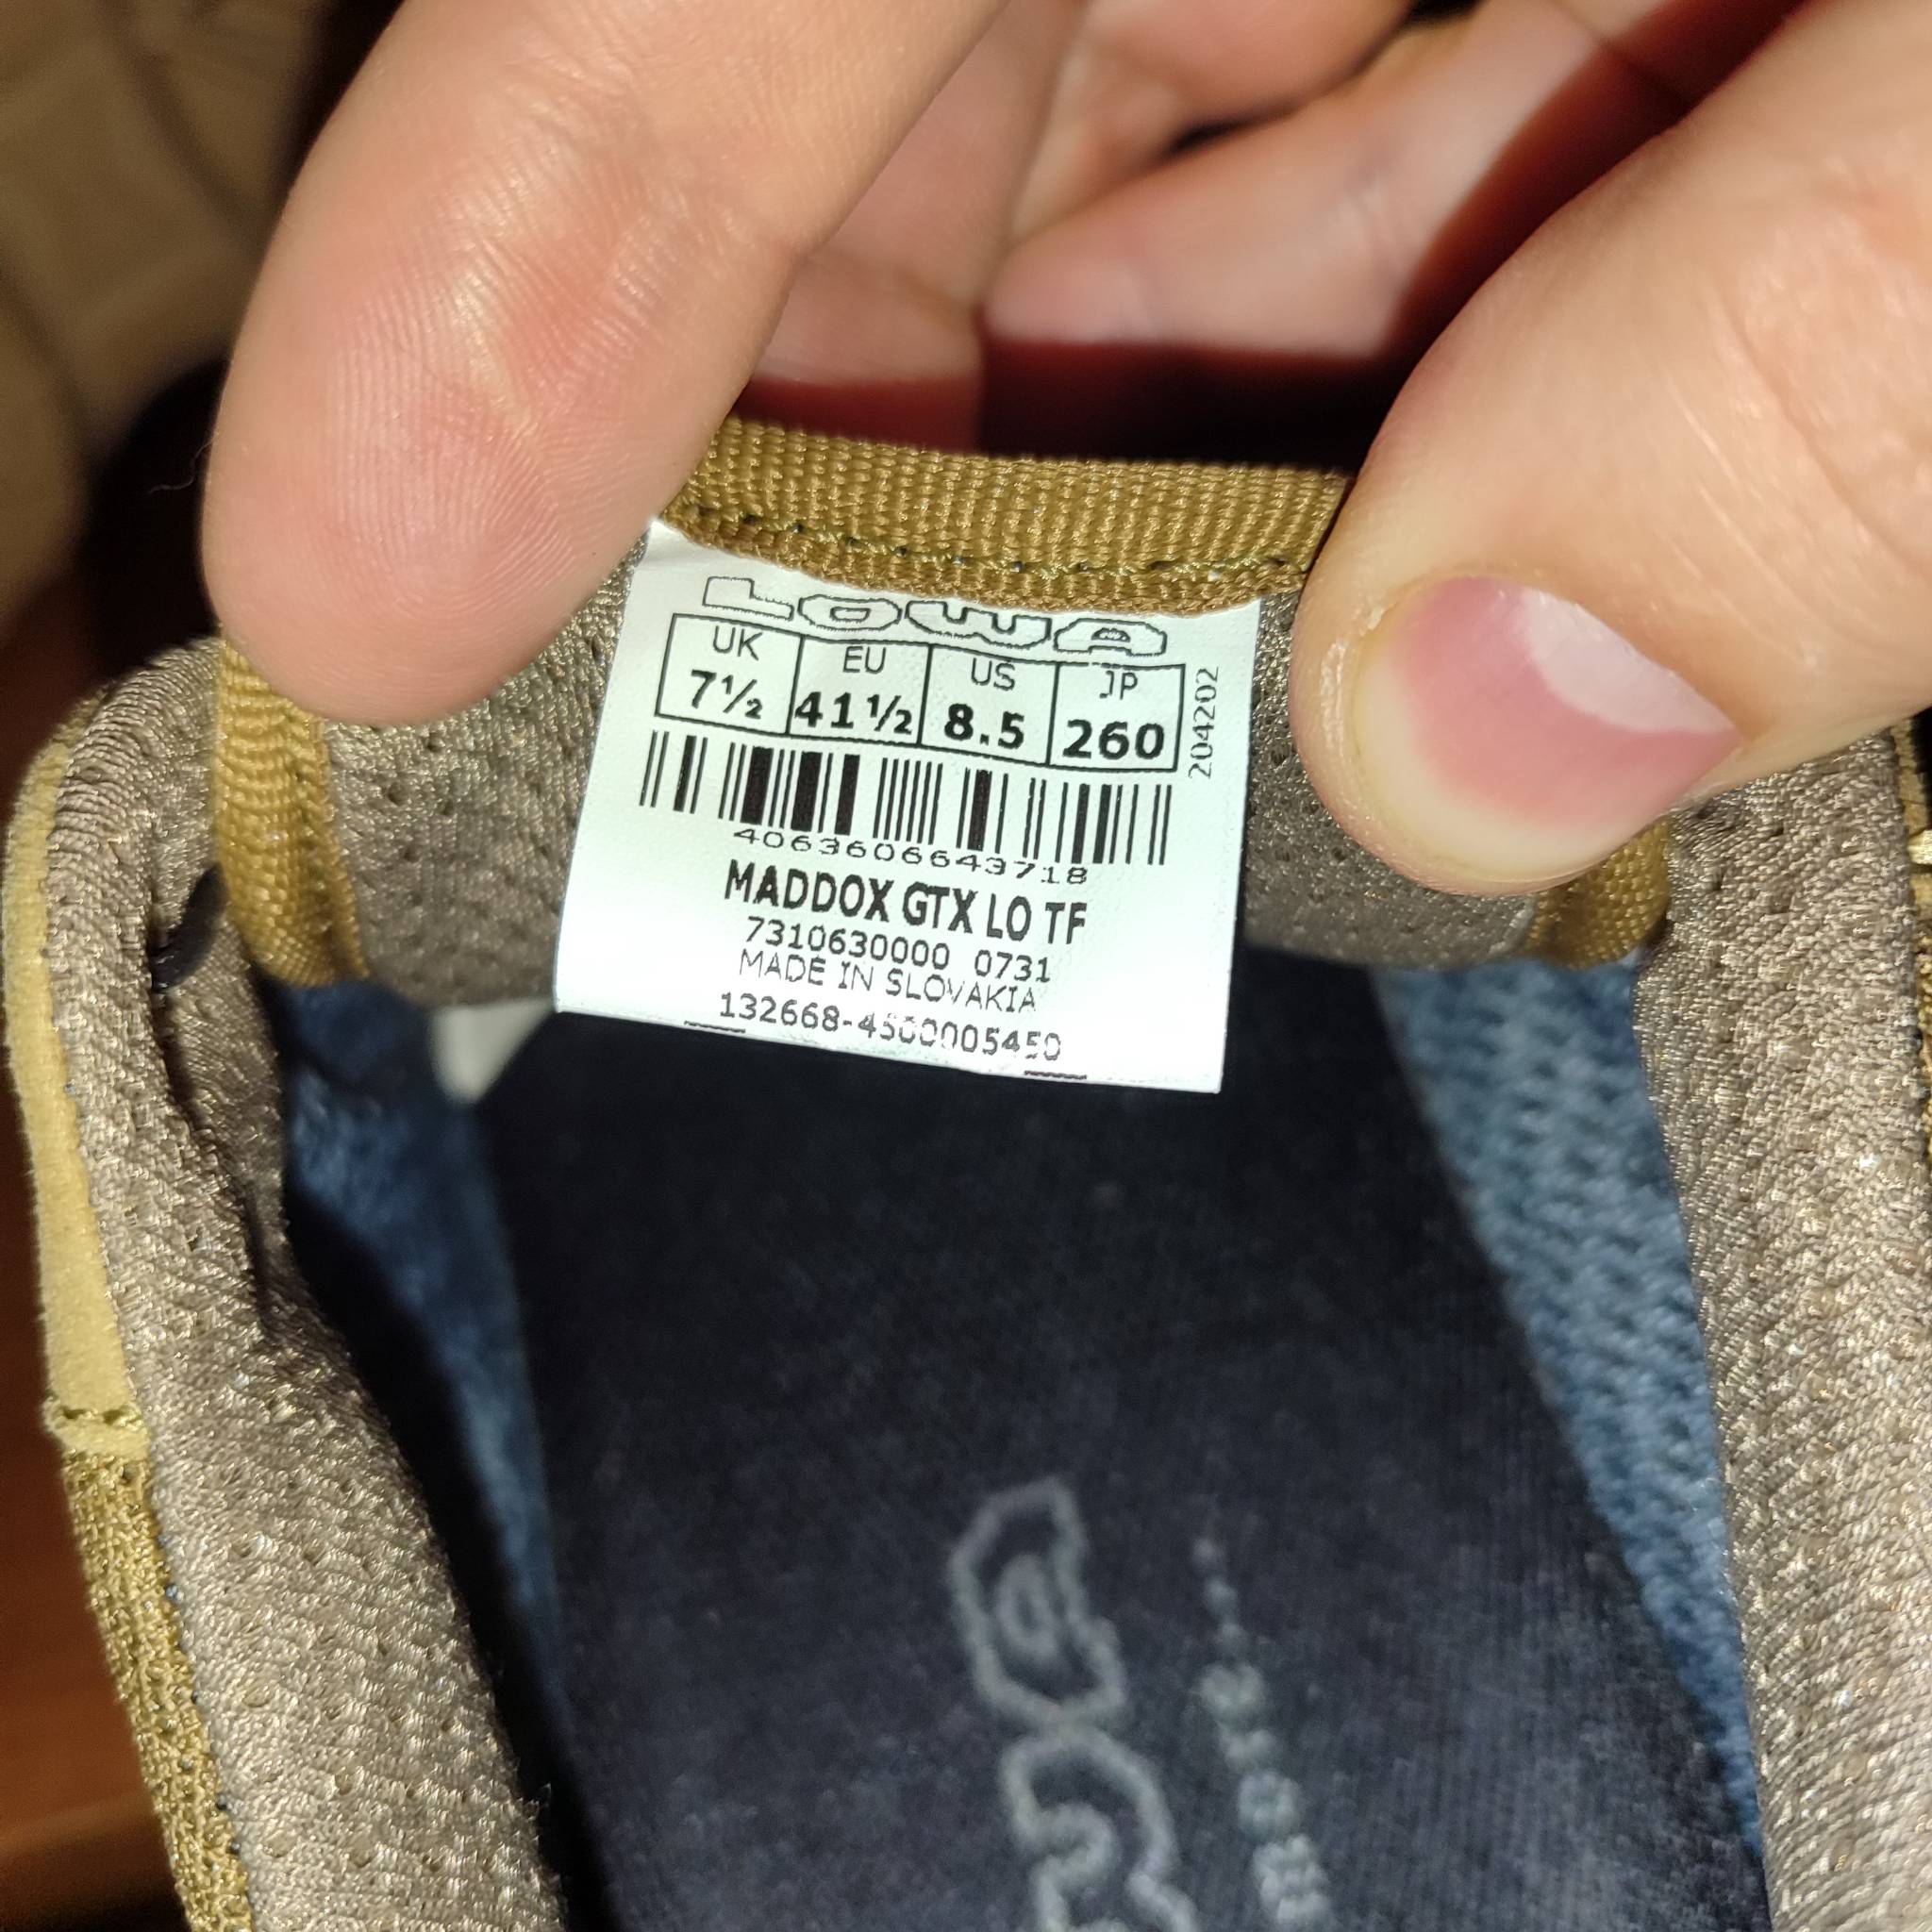 LOWA
UK EU US JP
7½ 41½ 8.5 260
204202
4063606643718
MADDOX GTX LO TF
7310630000 0731
MADE IN SLOVAKIA
132668-4500005450